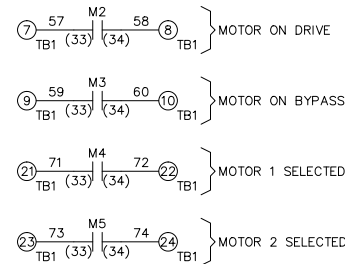 M2
7 57 58 8 MOTOR ON DRIVE
TB1 (33) (34) TB1
M3
9 59 60 10 MOTOR ON BYPASS
TB1 (33) (34) TB1
M4
21 71 72 22 MOTOR 1 SELECTED
TB1 (33) (34) TB1
M5
23 73 74 24 MOTOR 2 SELECTED
TB1 (33) (34) TB1